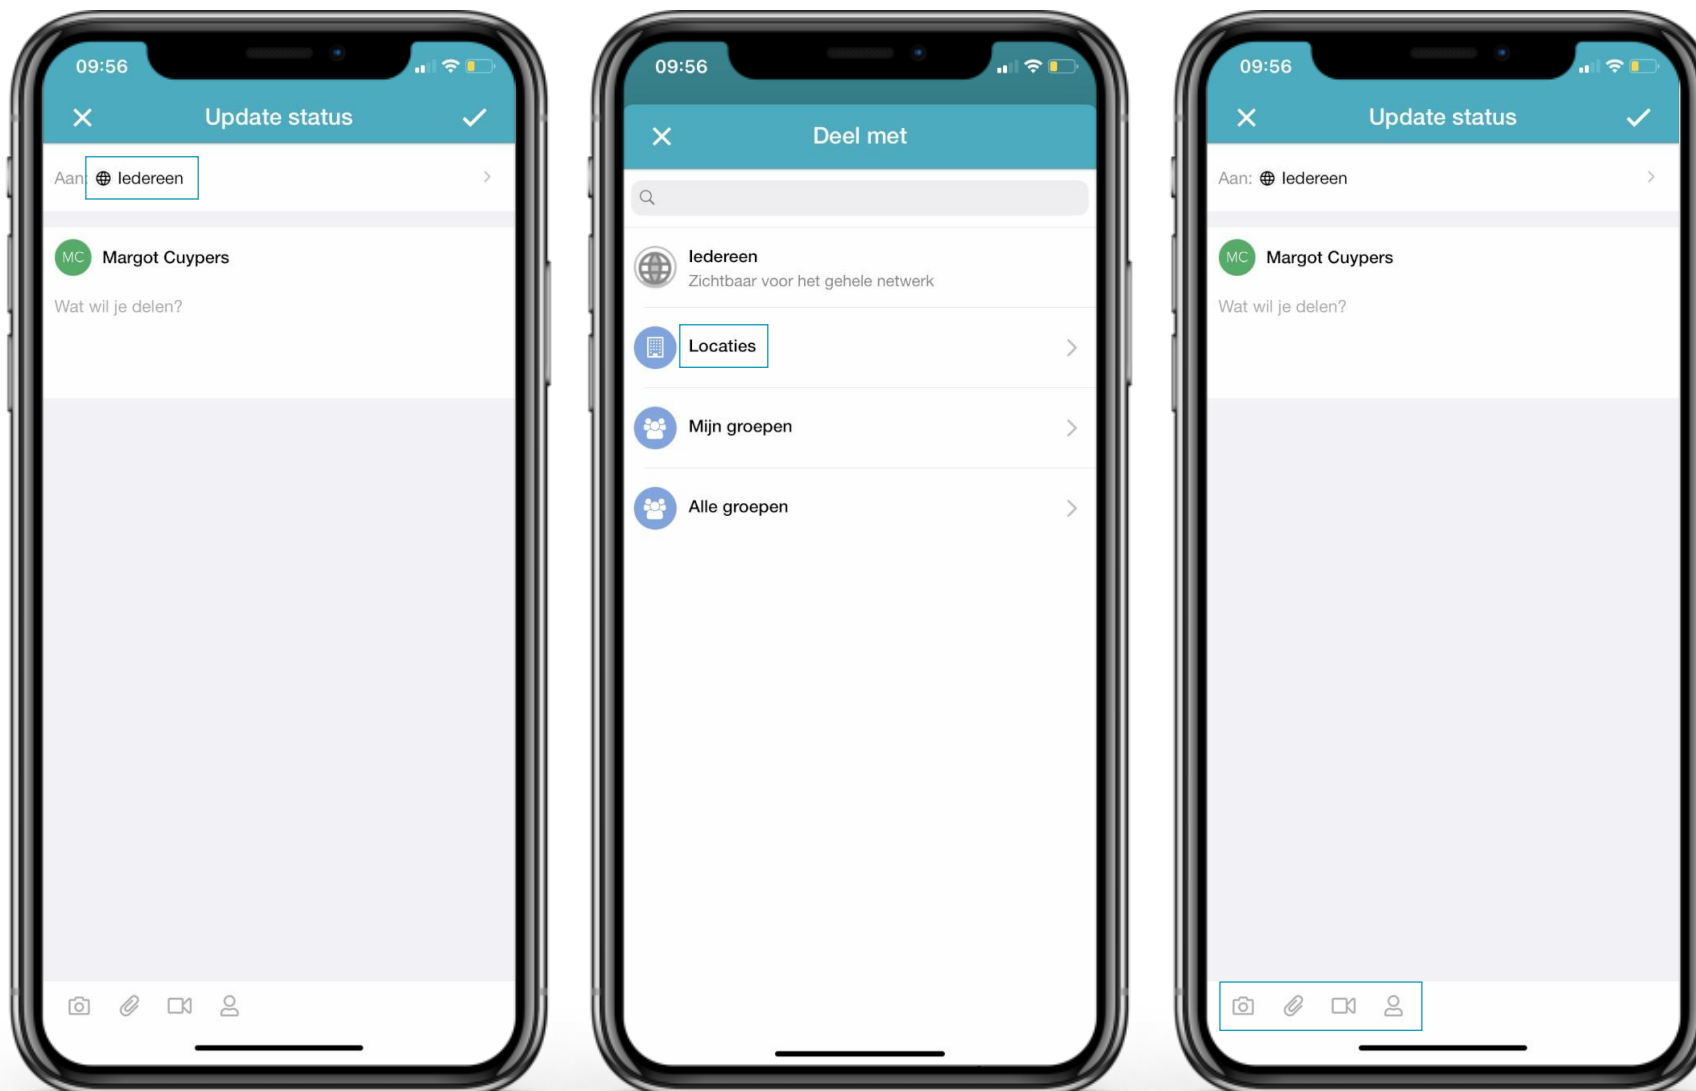 09:56
Update status
Aan: Iedereen
MC Margot Cuypers
Wat wil je delen?
09:56
Deel met
Iedereen
Zichtbaar voor het gehele netwerk
Locaties
Mijn groepen
Alle groepen
09:56
Update status
Aan: Iedereen
MC Margot Cuypers
Wat wil je delen?